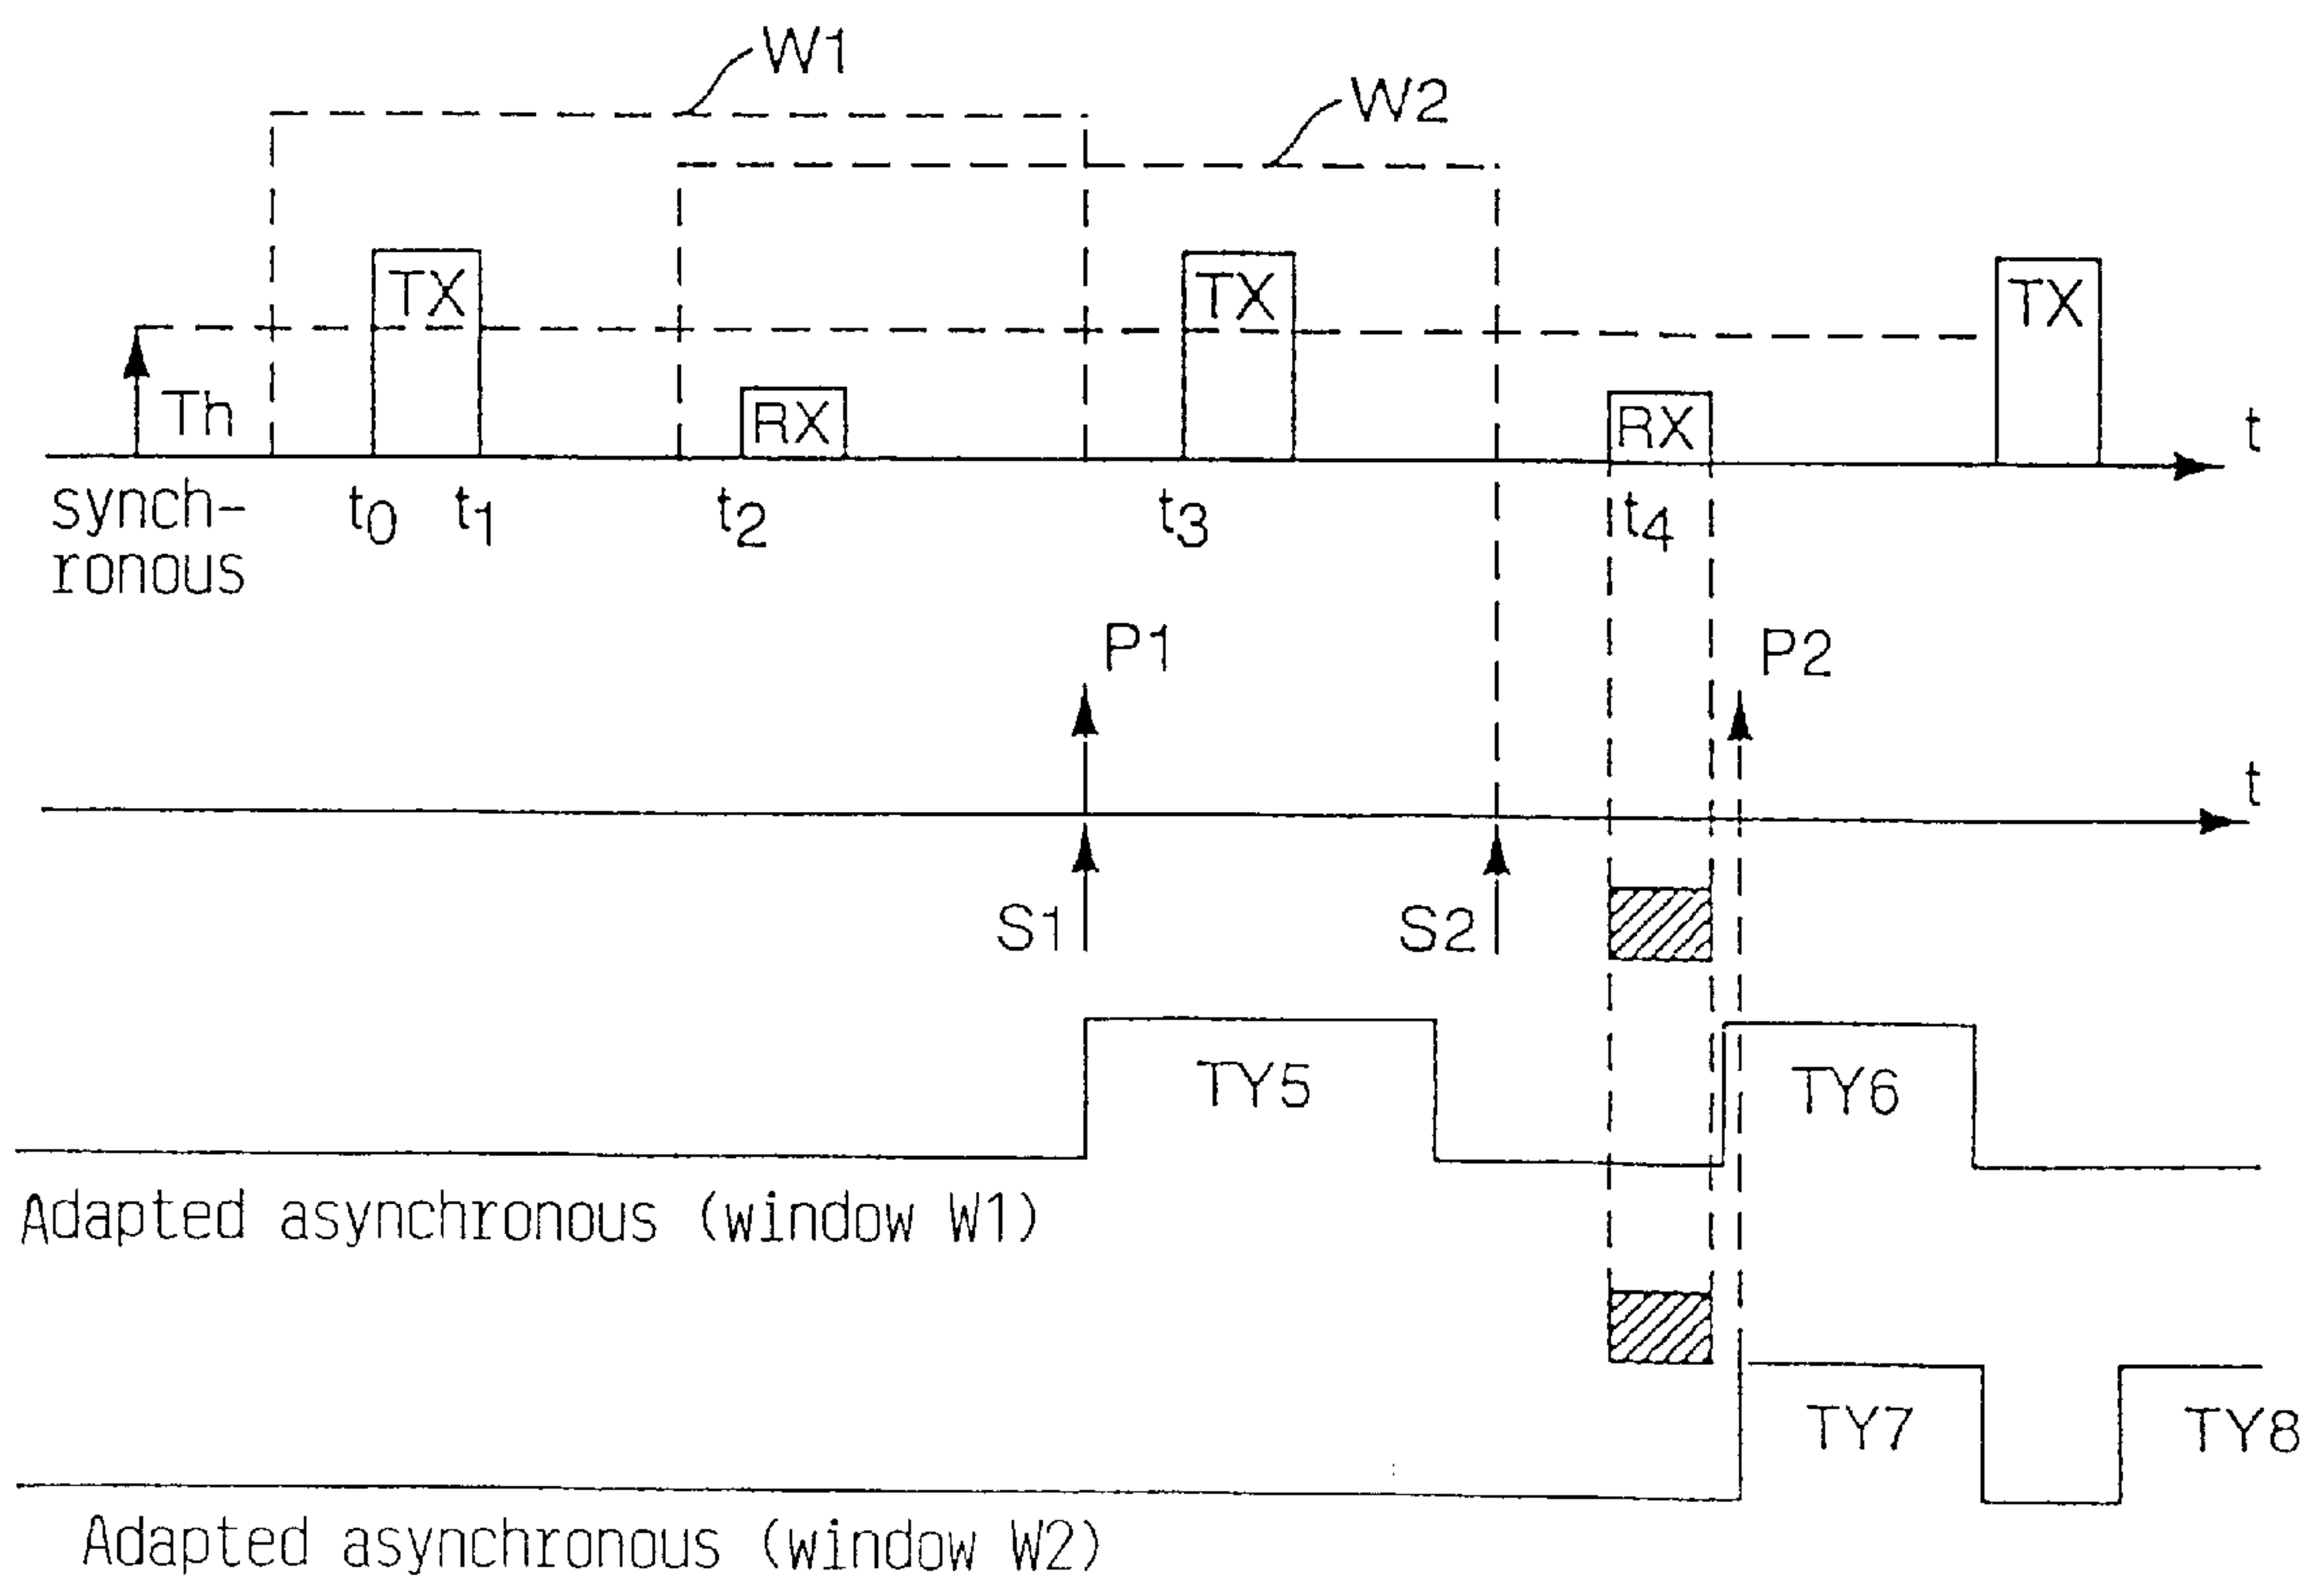 W1
W2
TX
TX
TX
Th
RX
RX
t
synch-
ronous
t0
t1
t2
t3
t4
P1
P2
t
S1
S2
TY5
TY6
Adapted asynchronous (window W1)
TY7
TY8
Adapted asynchronous (window W2)